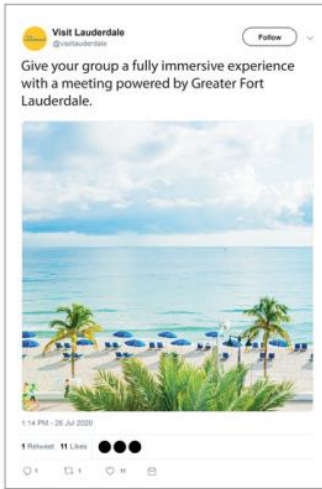 Visit Lauderdale
@visitlauderdale
Follow
Give your group a fully immersive experience
with a meeting powered by Greater Fort
Lauderdale.
1:14 PM - 26 Jul 2020
1 Retweet 11 Likes
1 1 11